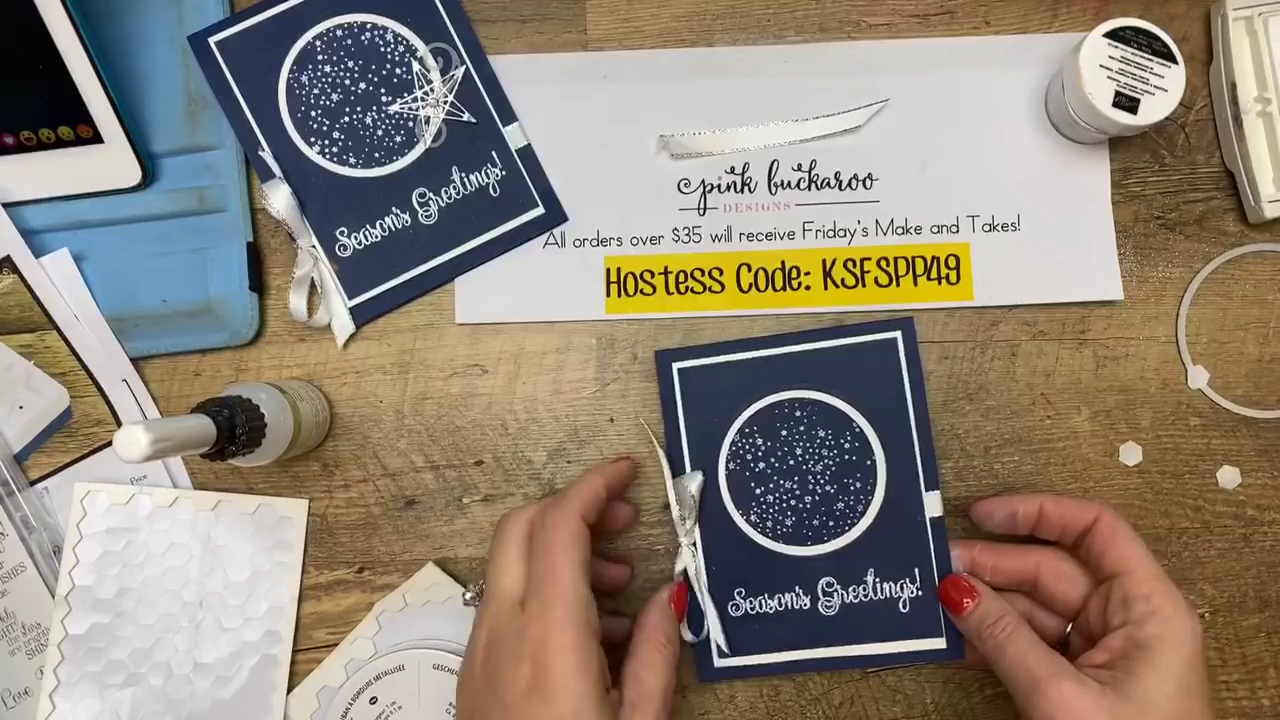 Season's Greetings!
pink buckaroo
DESIGNS
All orders over $35 will receive Friday's Make and Takes!
Hostess Code: KSFSPP49
Season's Greetings!
Price